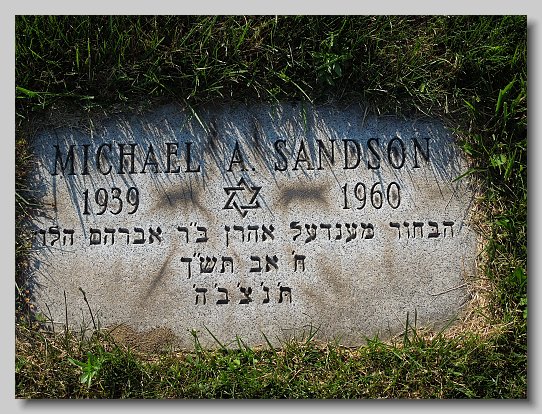 MICHAEL A. SANDSON
1939 1960
הבחור מענדעל אהרן ב״ר אברהם הלוי
ח׳ אב תש״ך
ת׳נ׳צ׳ב׳ה׳